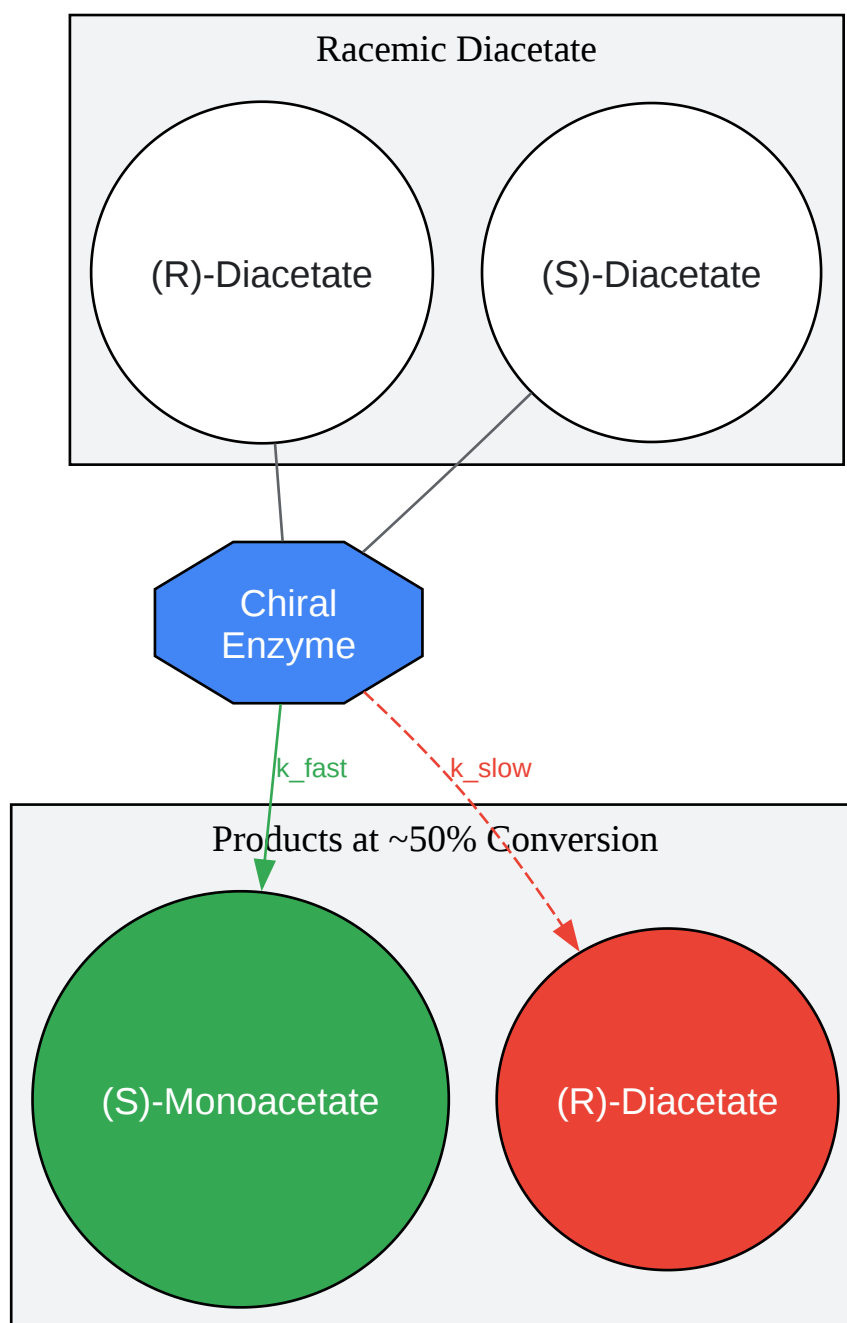 Racemic Diacetate
(R)-Diacetate
(S)-Diacetate
Chiral
Enzyme
k_fast
k_slow
Products at ~50% Conversion
(S)-Monoacetate
(R)-Diacetate